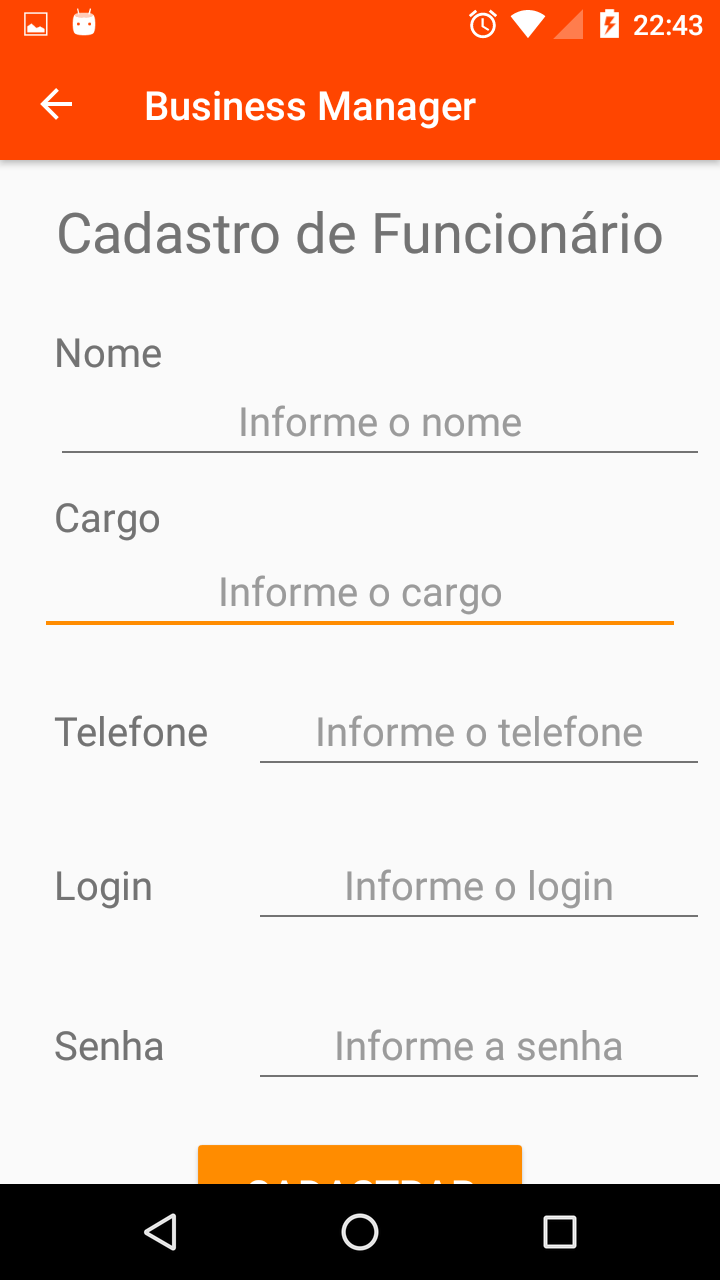 22:43
Business Manager
Cadastro de Funcionário
Nome
Informe o nome
Cargo
Informe o cargo
Telefone Informe o telefone
Login Informe o login
Senha Informe a senha
CADASTRAR